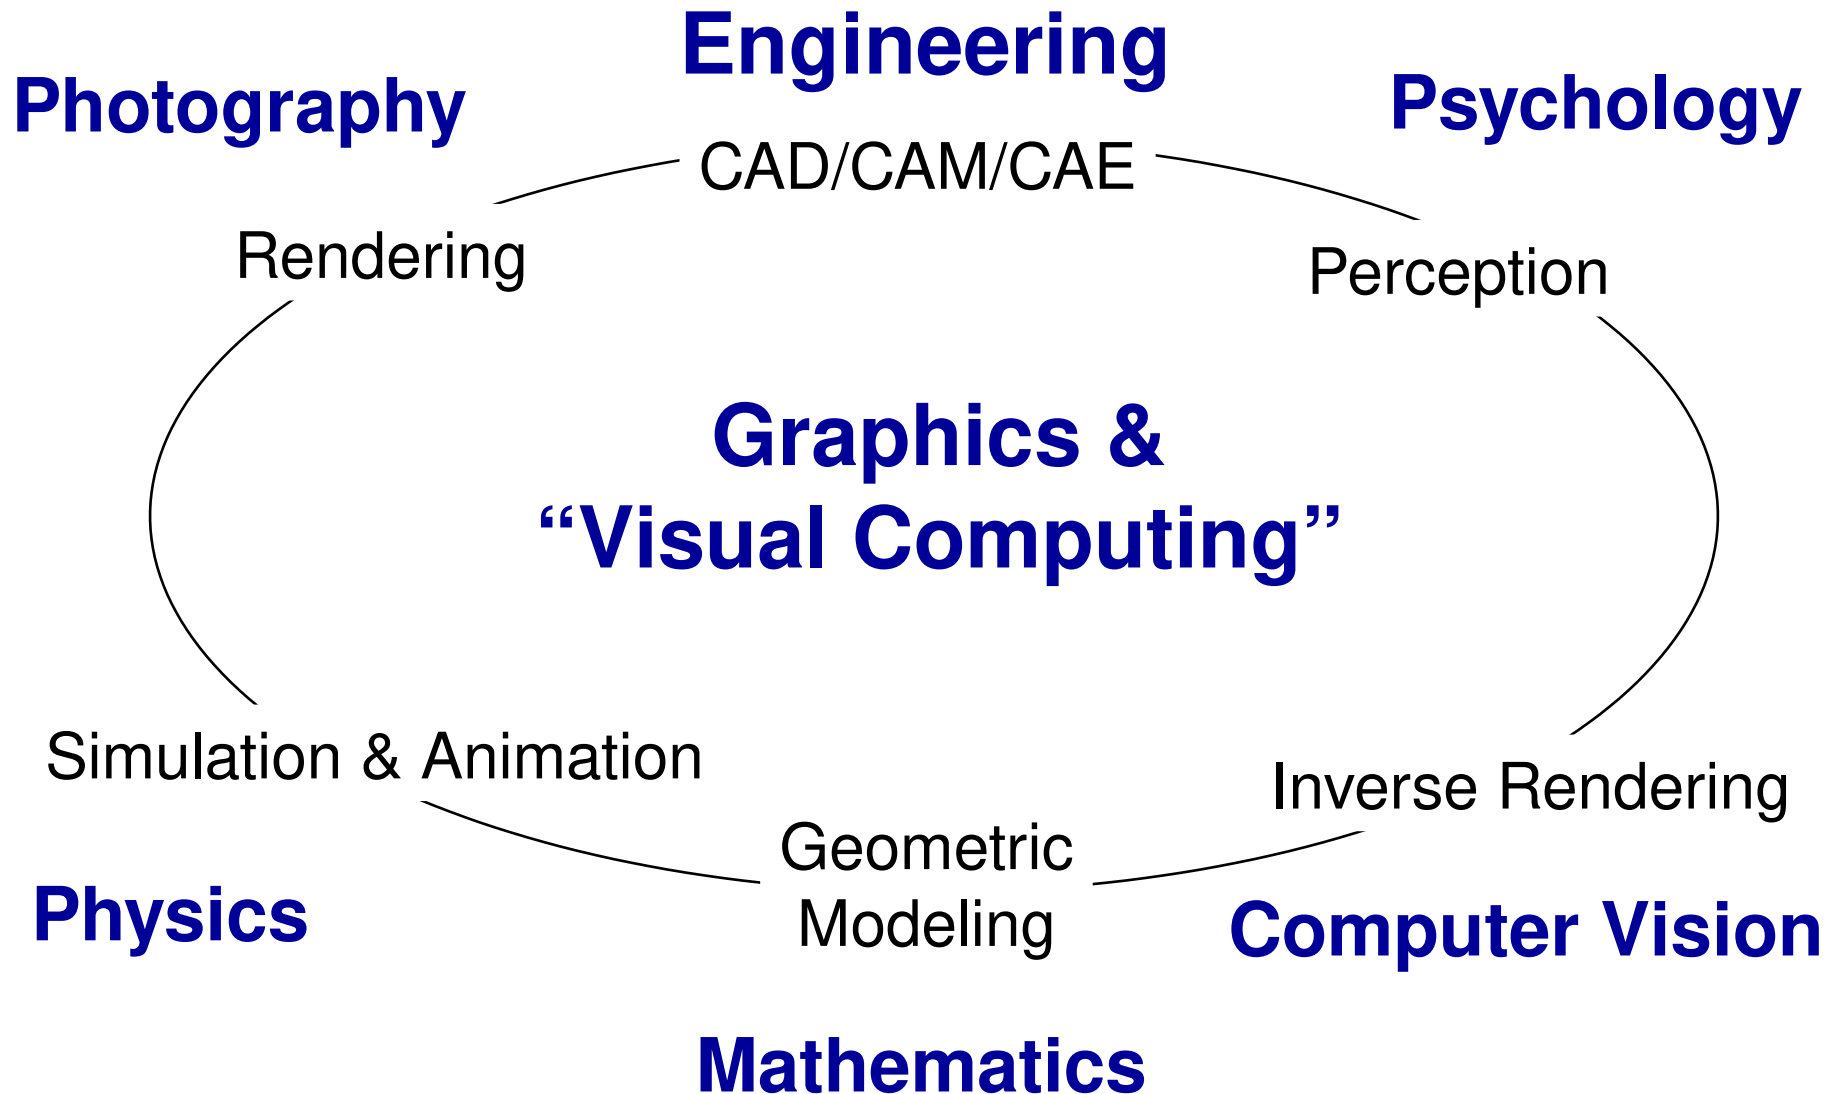 Engineering
Photography
Psychology
CAD/CAM/CAE
Rendering
Perception
Graphics &
“Visual Computing”
Simulation & Animation
Inverse Rendering
Geometric
Modeling
Physics
Computer Vision
Mathematics